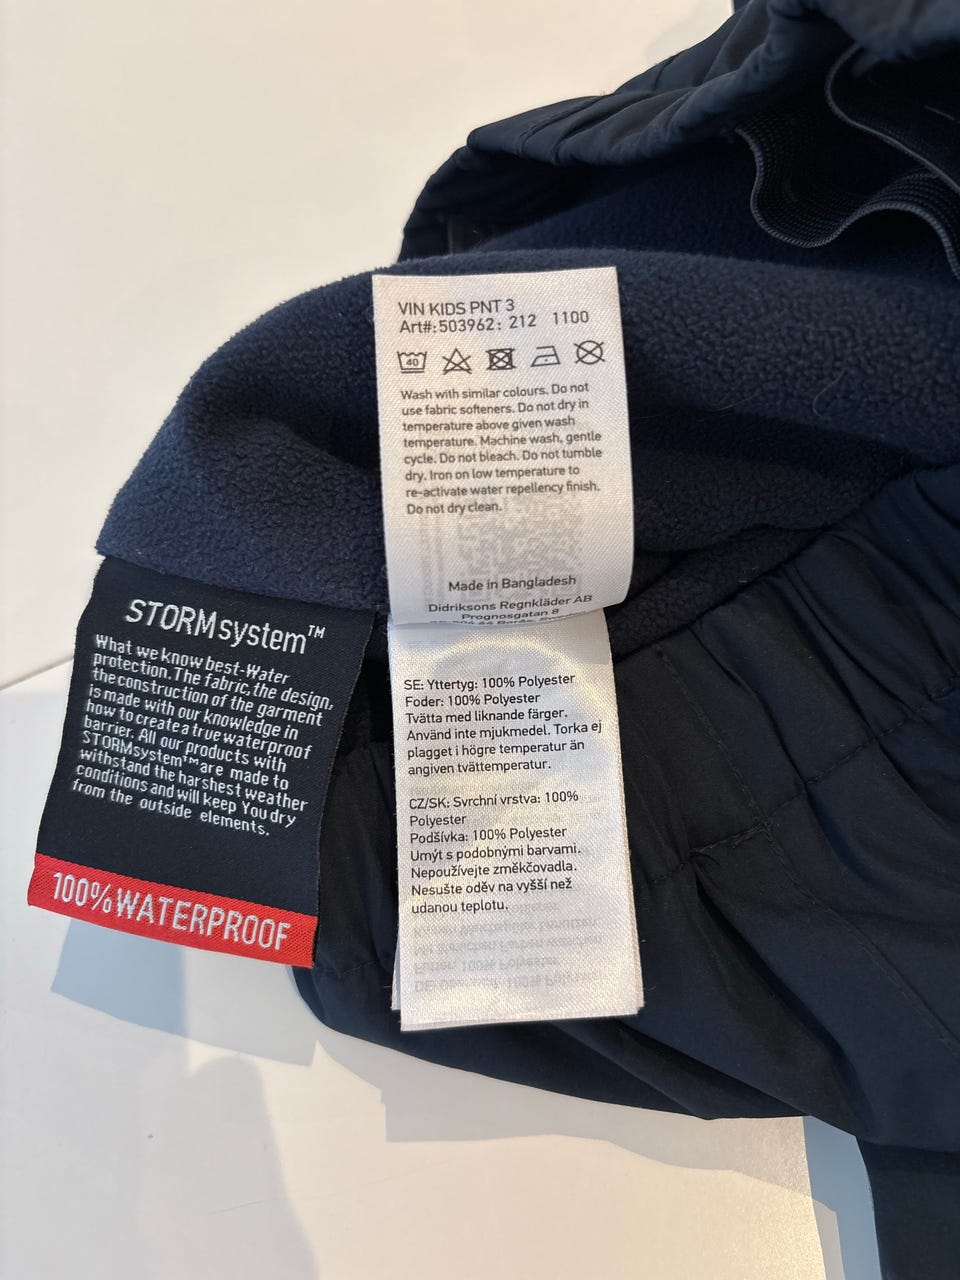 VIN KIDS PNT 3
Art#:503962: 212 1100
40
Wash with similar colours. Do not
use fabric softeners. Do not dry in
temperature above given wash
temperature. Machine wash, gentle
cycle. Do not bleach. Do not tumble
dry. Iron on low temperature to
re-activate water repellency finish.
Do not dry clean.
Made in Bangladesh
Didriksons Regnkläder AB
Prognosgatan 8
STORMsystem™
What we know best-Water
protection. The fabric, the design,
the construction of the garment
is made with our knowledge in
how to create a true waterproof
barrier. All our products with
STORMsystem™ are made to
withstand the harshest weather
conditions and will keep You dry
from the outside elements.
100% WATERPROOF
SE: Yttertyg: 100% Polyester
Foder: 100% Polyester
Tvätta med liknande färger.
Använd inte mjukmedel. Torka ej
plagget i högre temperatur än
angiven tvättemperatur.
CZ/SK: Svrchní vrstva: 100%
Polyester
Podšívka: 100% Polyester
Umýt s podobnými barvami.
Nepoužívejte změkčovadla.
Nesušte oděv na vyšší než
udanou teplotu.